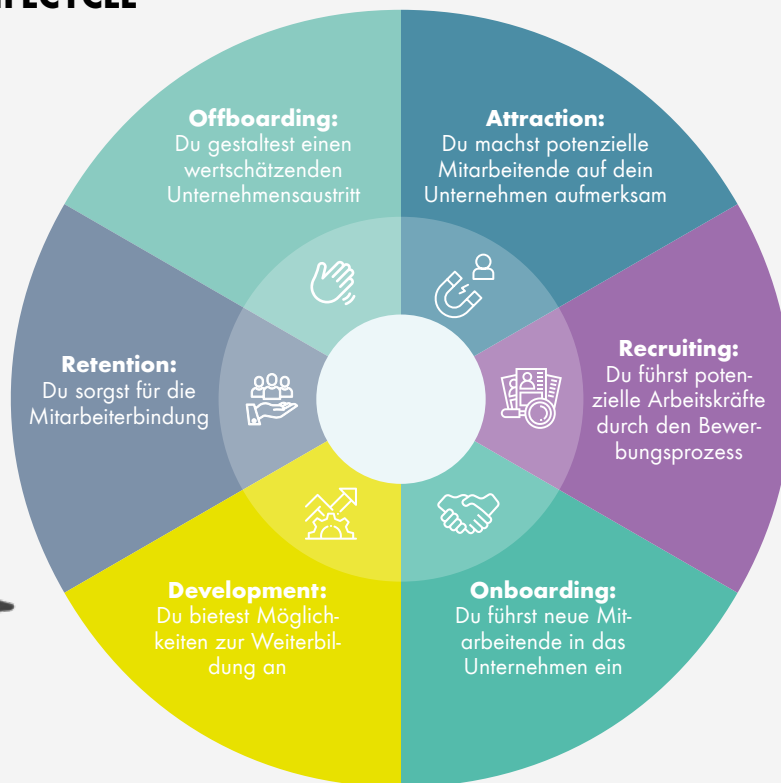 Offboarding:
Du gestaltest einen
wertschätzenden
Unternehmensaustritt
Attraction:
Du machst potenzielle
Mitarbeitende auf dein
Unternehmen aufmerksam
Recruiting:
Du führst poten-
zielle Arbeitskräfte
durch den Bewer-
bungsprozess
Onboarding:
Du führst neue Mit-
arbeitende in das
Unternehmen ein
Development:
Du bietest Möglich-
keiten zur Weiterbil-
dung an
Retention:
Du sorgst für die
Mitarbeiterbindung